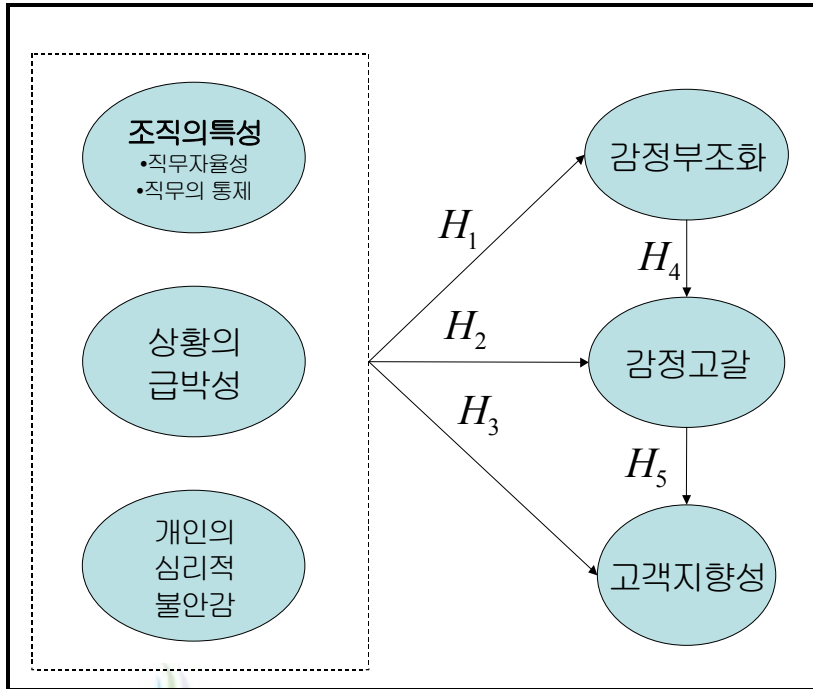 조직의특성
•직무자율성
•직무의 통제
상황의
급박성
개인의
심리적
불안감
H₁
H₂
H₃
감정부조화
H₄
감정고갈
H₅
고객지향성